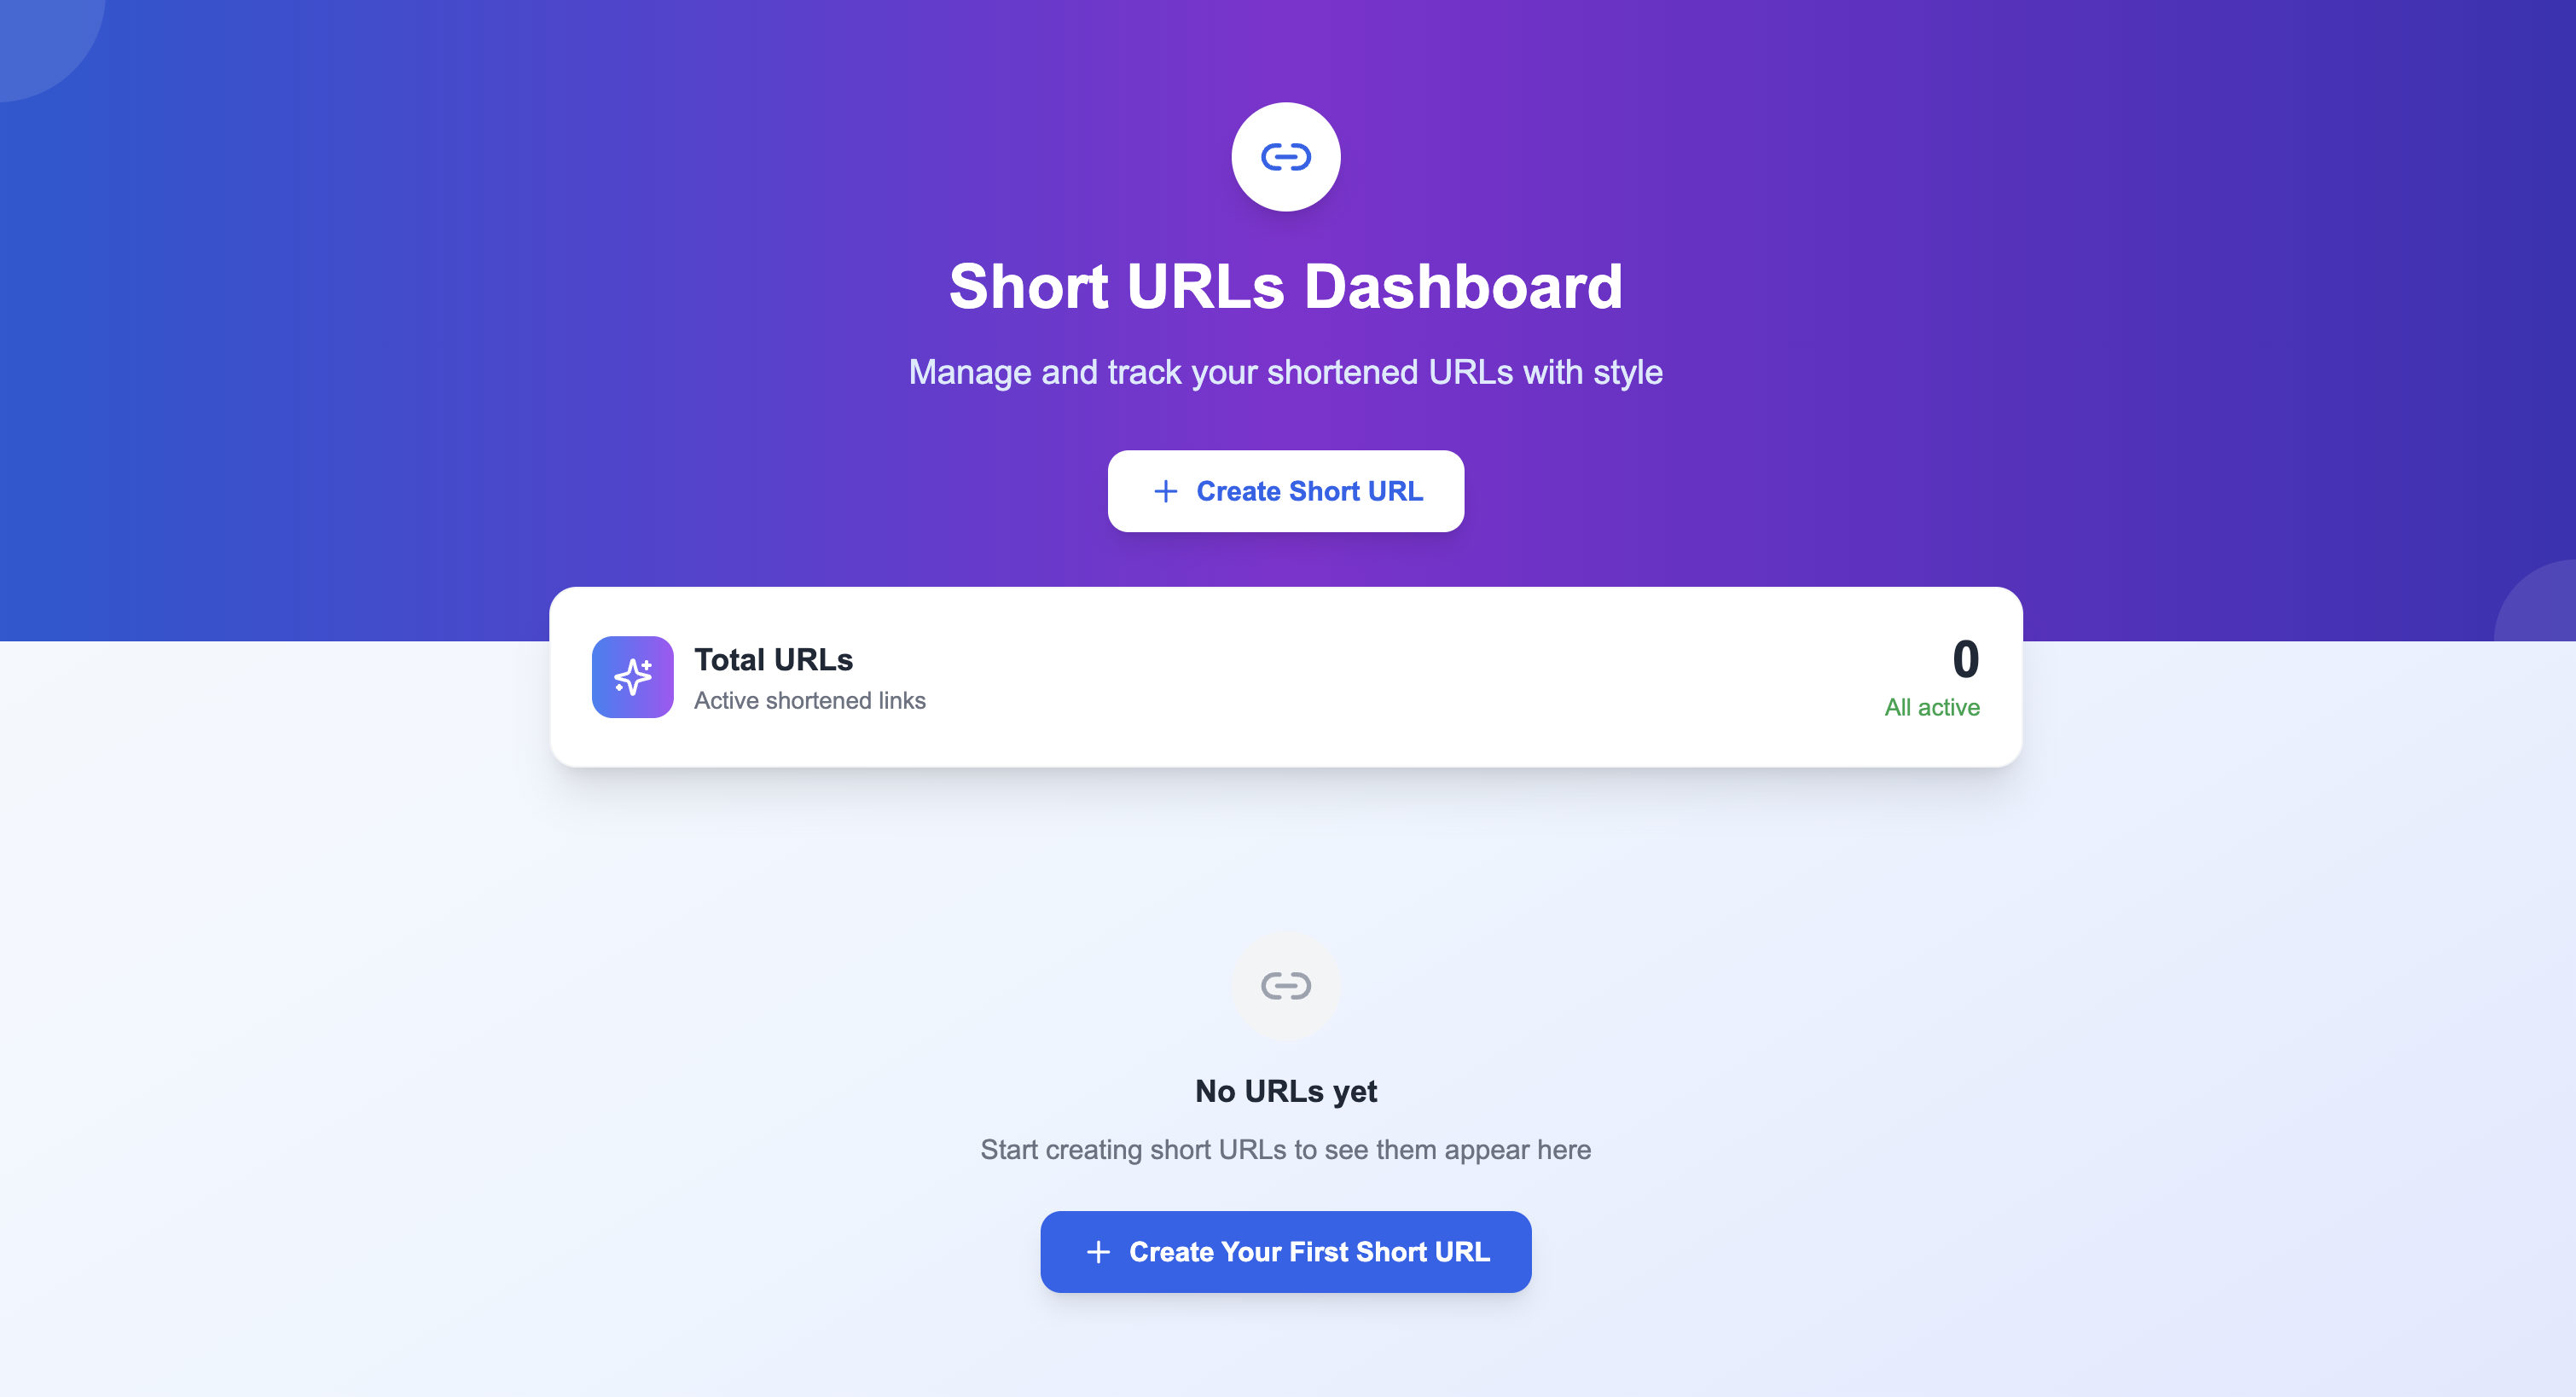 Short URLs Dashboard
Manage and track your shortened URLs with style
Create Short URL
Total URLs
Active shortened links
0
All active
No URLs yet
Start creating short URLs to see them appear here
Create Your First Short URL